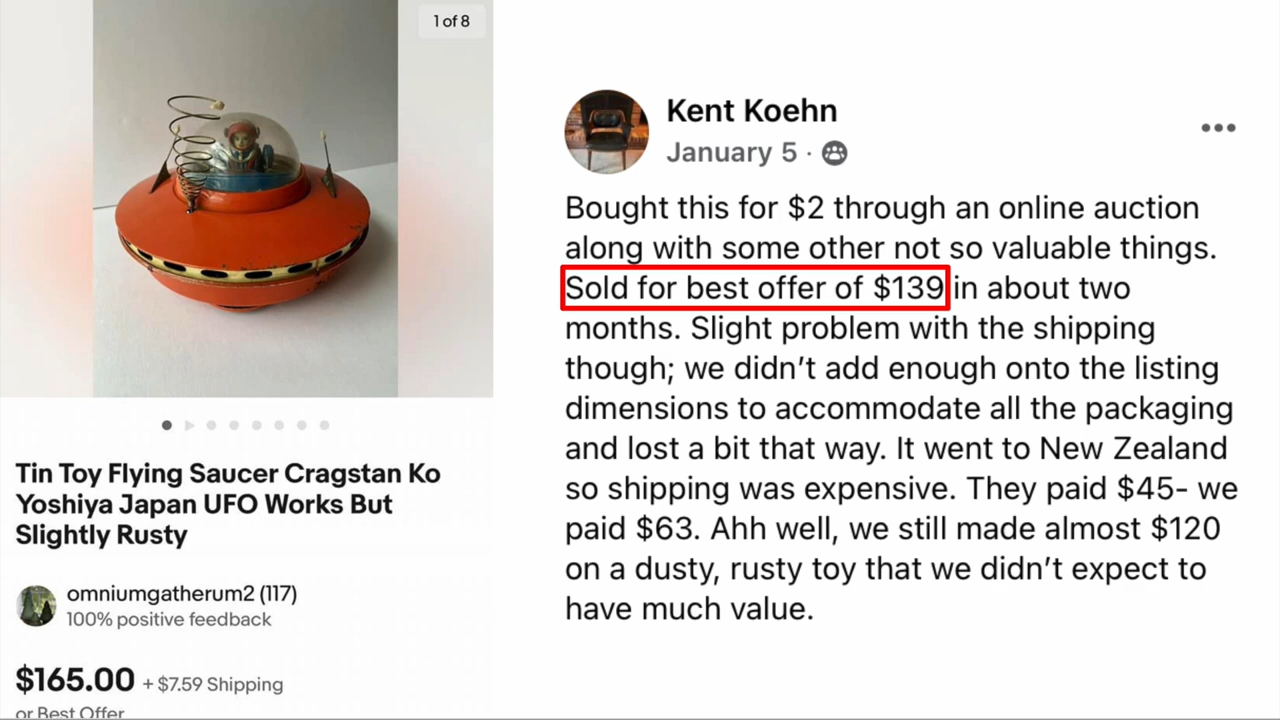 1 of 8
Tin Toy Flying Saucer Cragstan Ko
Yoshiya Japan UFO Works But
Slightly Rusty
omniumgatherum2 (117)
100% positive feedback
$165.00 + $7.59 Shipping
or Best Offer
Kent Koehn
January 5 ·
Bought this for $2 through an online auction
along with some other not so valuable things.
Sold for best offer of $139 in about two
months. Slight problem with the shipping
though; we didn't add enough onto the listing
dimensions to accommodate all the packaging
and lost a bit that way. It went to New Zealand
so shipping was expensive. They paid $45- we
paid $63. Ahh well, we still made almost $120
on a dusty, rusty toy that we didn't expect to
have much value.